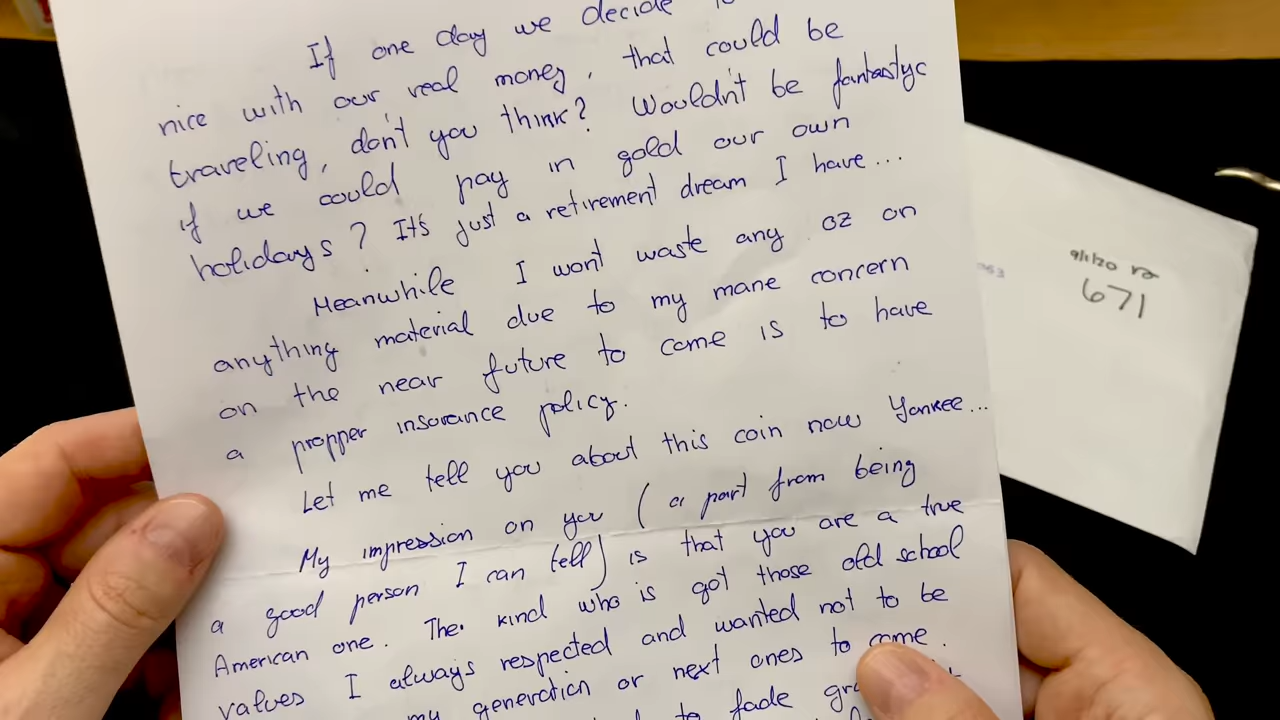 If one day we decide
nice with our real money, that could be
traveling, don't you think? Wouldn't be fantastyc
if we could pay in gold our own
holidays? It's just a retirement dream I have...
Meanwhile I won't waste any oz on
anything material due to my mane concern
on the near future to come is to have
a propper insurance policy.
Let me tell you about this coin now Yankee...
My impression on you (a part from being
a good person I can tell) is that you are a true
American one. The kind who is got those old school
values I always respected and wanted not to be
my generation or next ones to come.
to fade
9/1/20
671